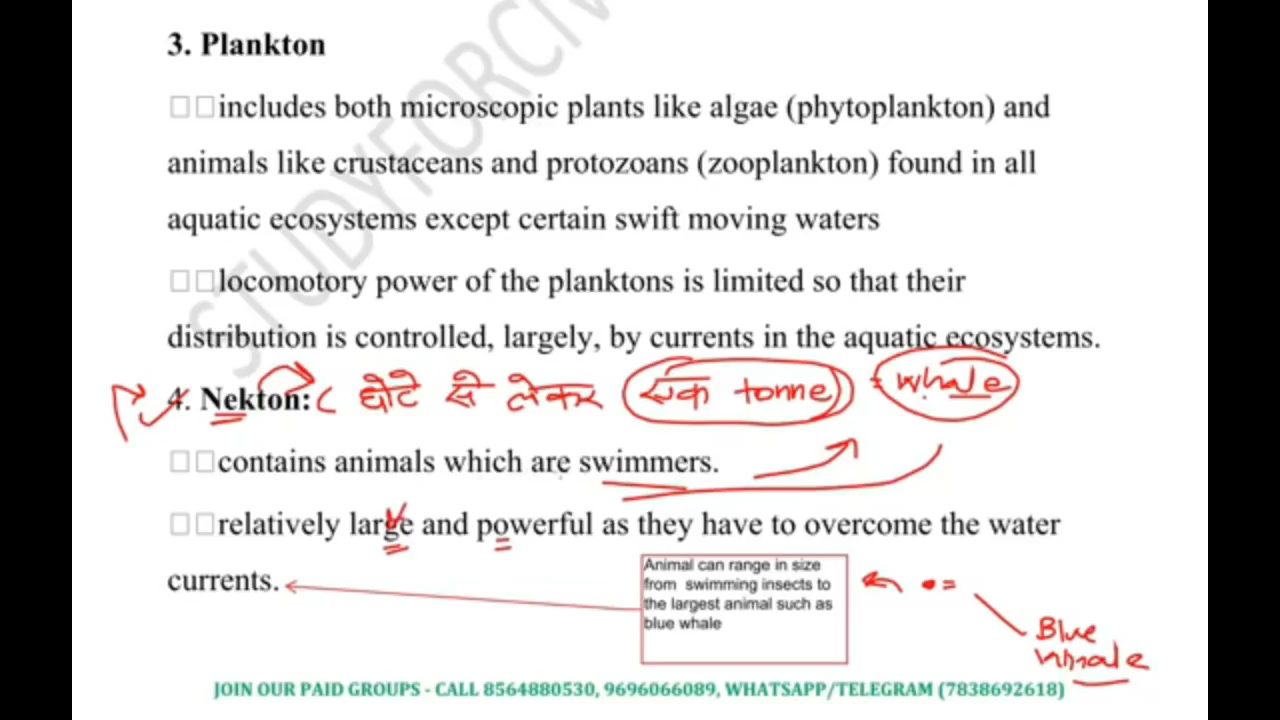 3. Plankton
includes both microscopic plants like algae (phytoplankton) and
animals like crustaceans and protozoans (zooplankton) found in all
aquatic ecosystems except certain swift moving waters
locomotory power of the planktons is limited so that their
distribution is controlled, largely, by currents in the aquatic ecosystems.
4. Nekton: ( छोटे से लेकर एक tonne) = whale
contains animals which are swimmers.
relatively large and powerful as they have to overcome the water
currents.
Animal can range in size
from swimming insects to
the largest animal such as
blue whale
Blue
whale
JOIN OUR PAID GROUPS - CALL 8564880530, 9696066089, WHATSAPP/TELEGRAM (7838692618)
STUDYFORCIV